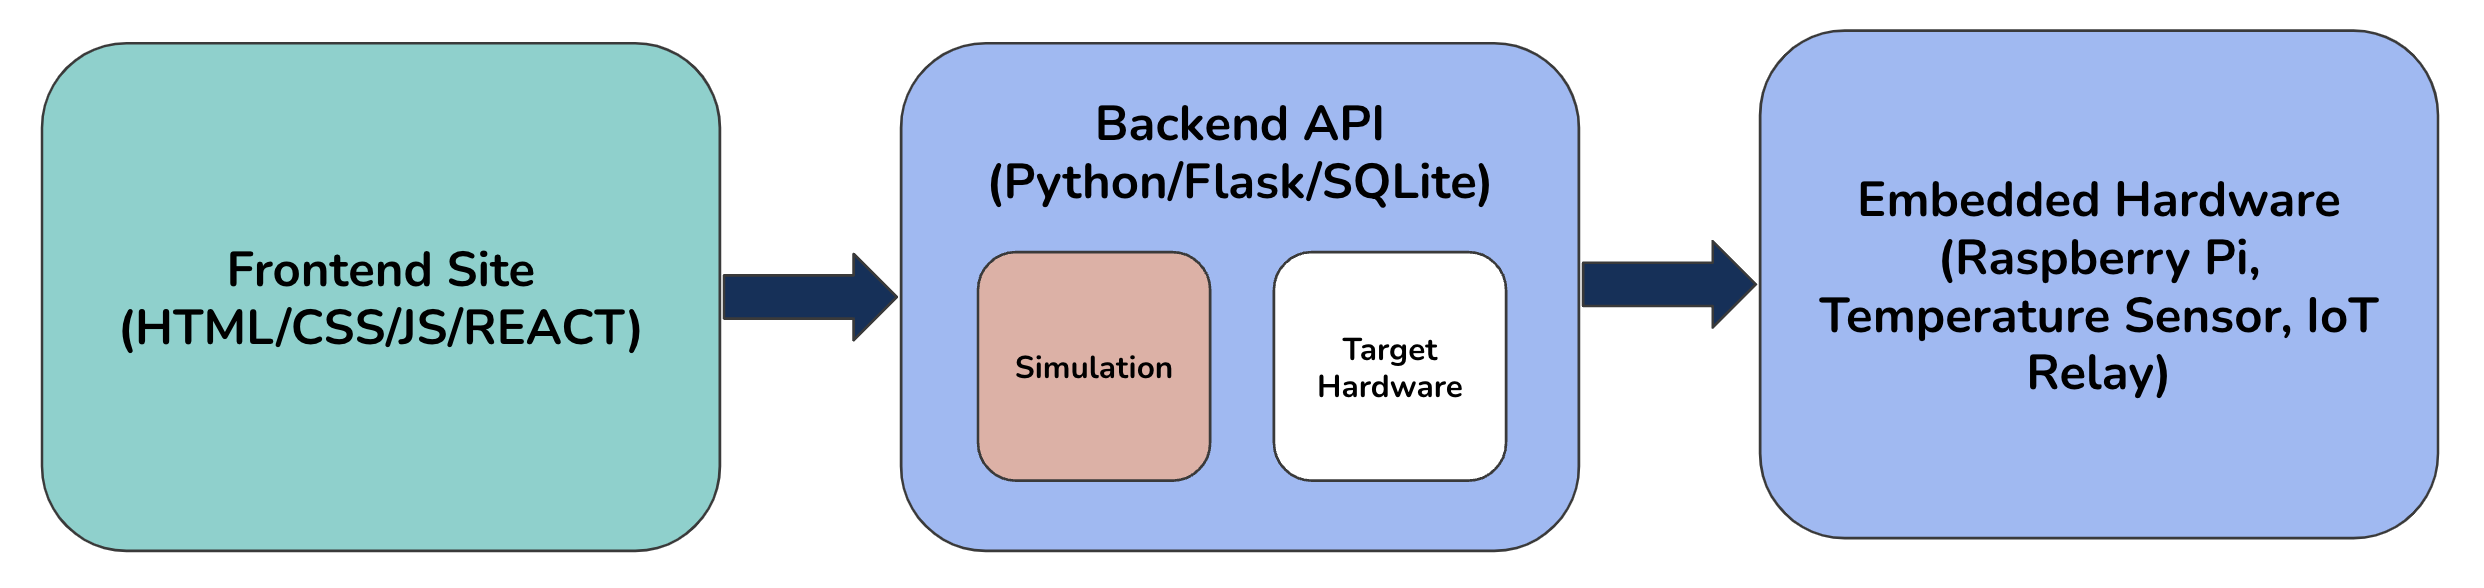 Frontend Site
(HTML/CSS/JS/REACT)
Backend API
(Python/Flask/SQLite)
Simulation
Target
Hardware
Embedded Hardware
(Raspberry Pi,
Temperature Sensor, IoT
Relay)